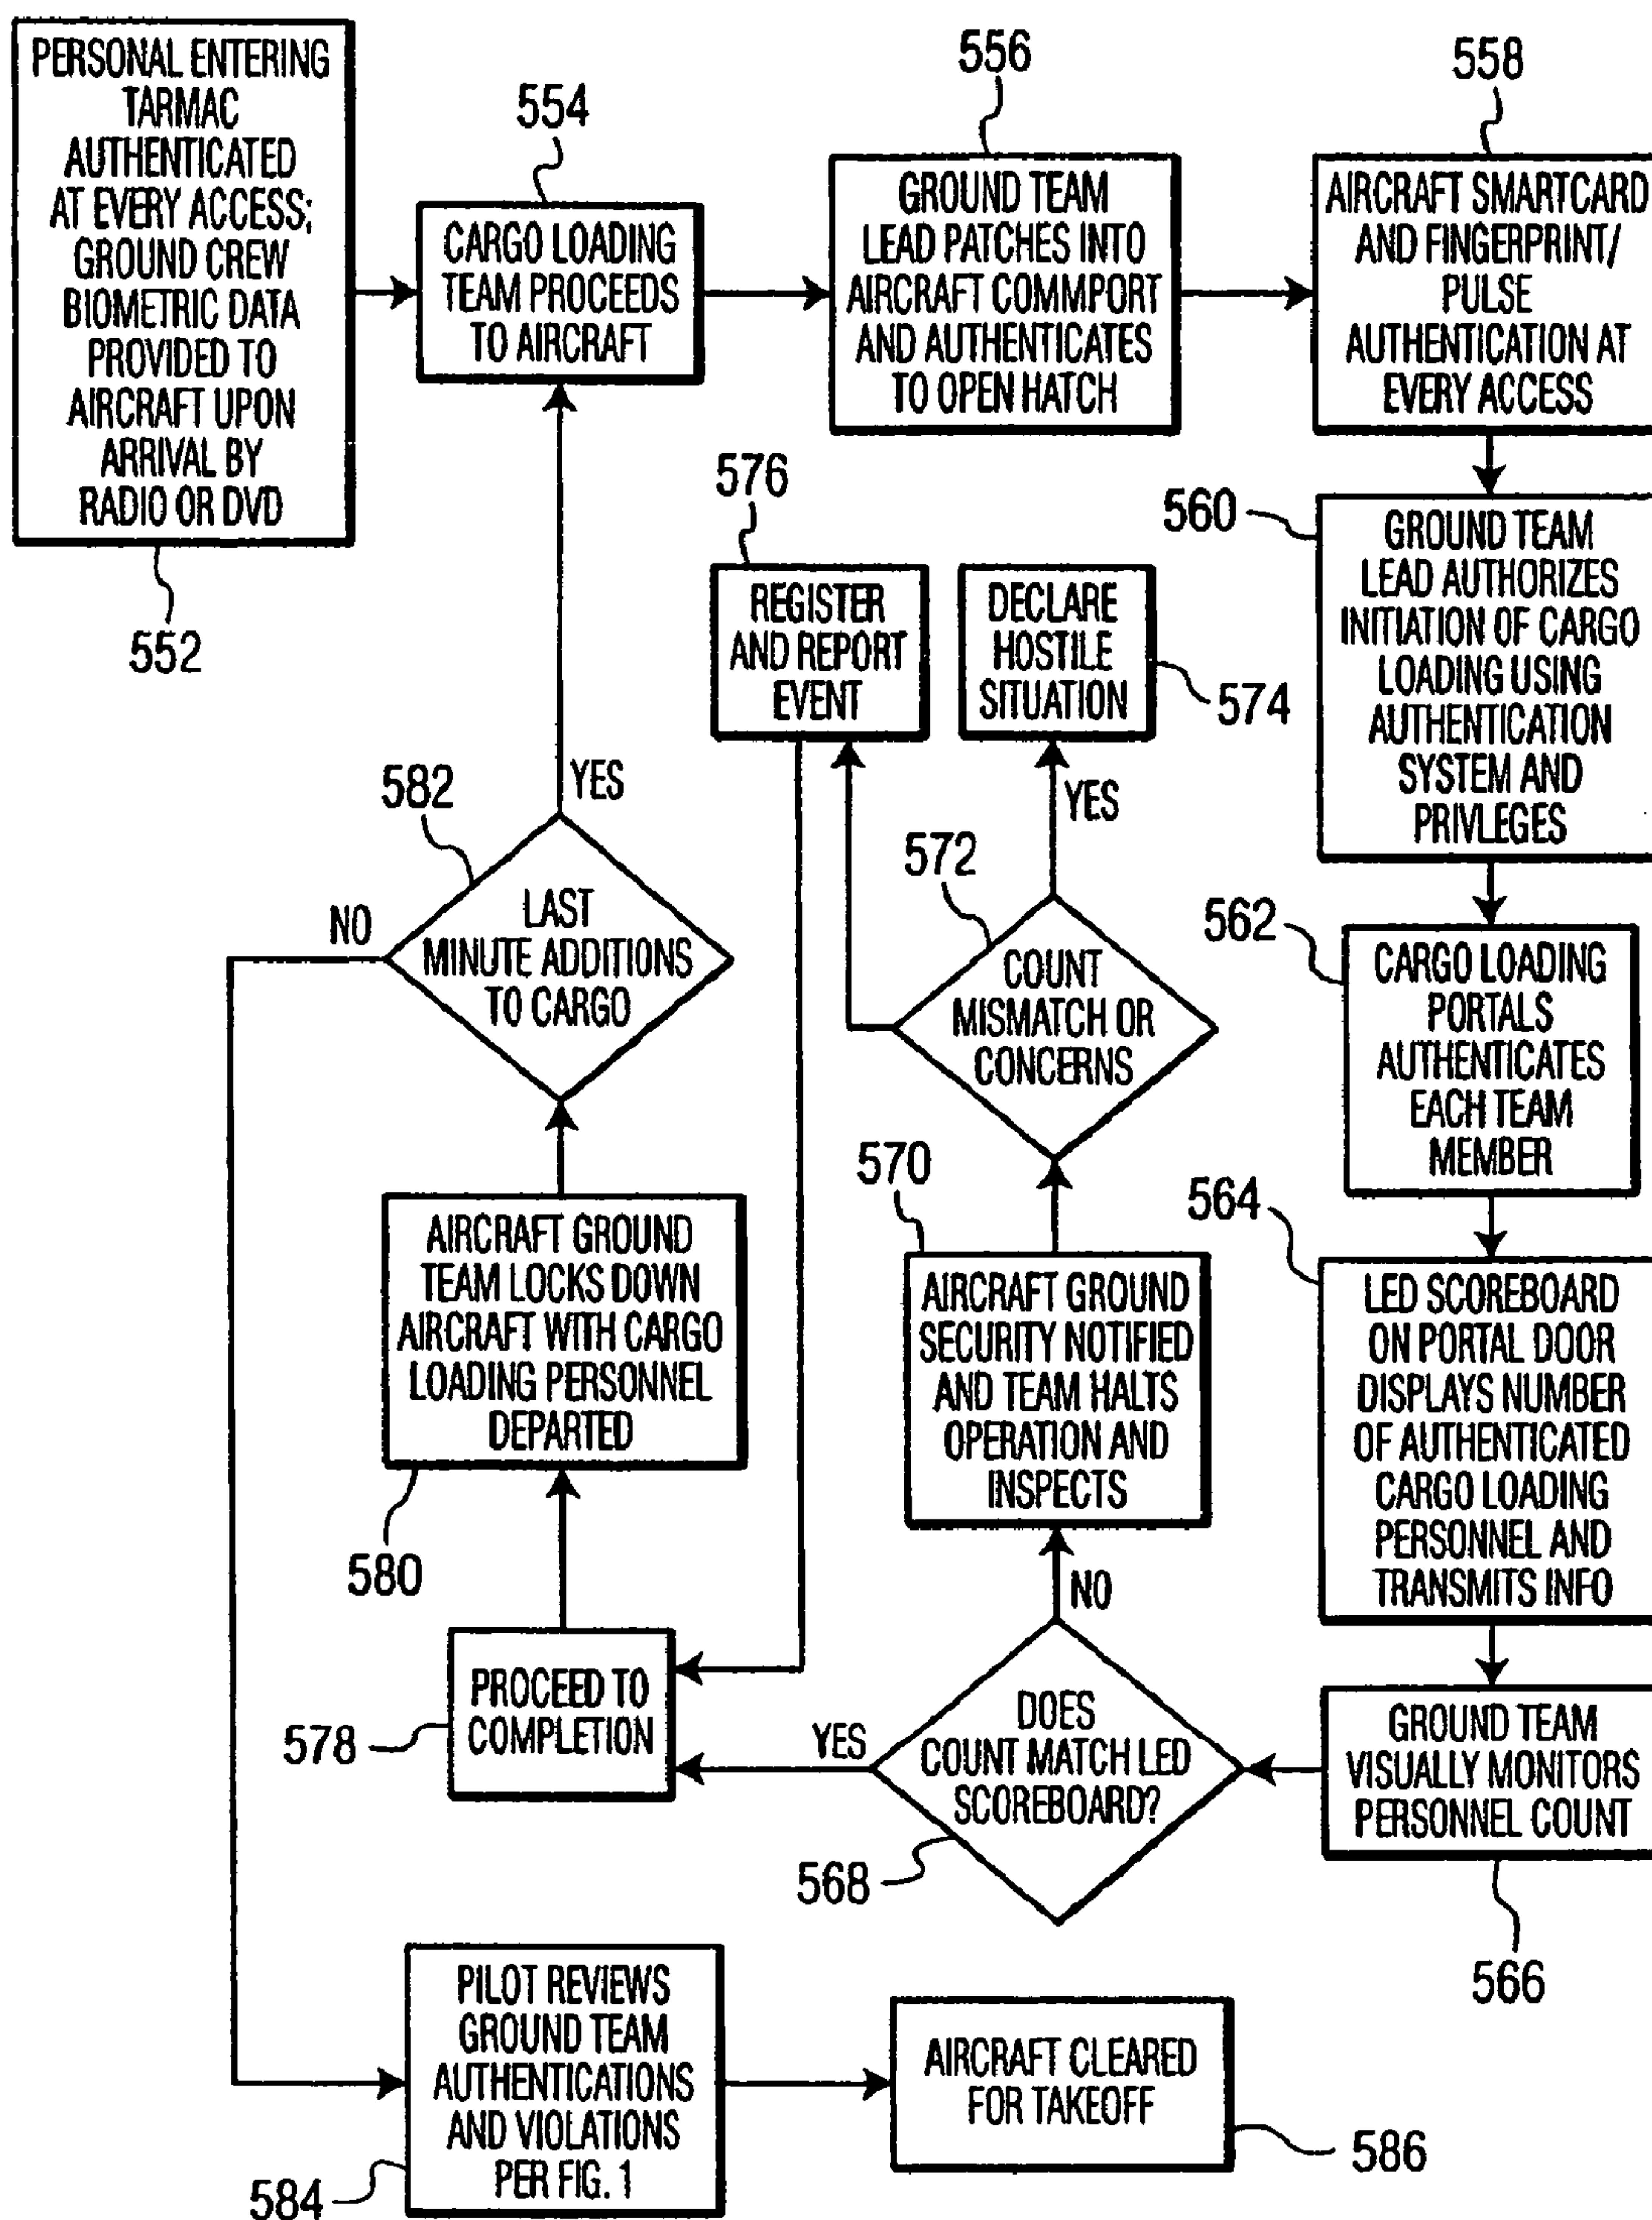 PERSONAL ENTERING
TARMAC
AUTHENTICATED
AT EVERY ACCESS;
GROUND CREW
BIOMETRIC DATA
PROVIDED TO
AIRCRAFT UPON
ARRIVAL BY
RADIO OR DVD
552
554
CARGO LOADING
TEAM PROCEEDS
TO AIRCRAFT
556
GROUND TEAM
LEAD PATCHES INTO
AIRCRAFT COMMPORT
AND AUTHENTICATES
TO OPEN HATCH
558
AIRCRAFT SMARTCARD
AND FINGERPRINT/
PULSE
AUTHENTICATION AT
EVERY ACCESS
560
GROUND TEAM
LEAD AUTHORIZES
INITIATION OF CARGO
LOADING USING
AUTHENTICATION
SYSTEM AND
PRIVLEGES
562
CARGO LOADING
PORTALS
AUTHENTICATES
EACH TEAM
MEMBER
564
LED SCOREBOARD
ON PORTAL DOOR
DISPLAYS NUMBER
OF AUTHENTICATED
CARGO LOADING
PERSONNEL AND
TRANSMITS INFO
GROUND TEAM
VISUALLY MONITORS
PERSONNEL COUNT
566
DOES
COUNT MATCH LED
SCOREBOARD?
568
YES
NO
570
AIRCRAFT GROUND
SECURITY NOTIFIED
AND TEAM HALTS
OPERATION AND
INSPECTS
572
COUNT
MISMATCH OR
CONCERNS
YES
DECLARE
HOSTILE
SITUATION
574
576
REGISTER
AND REPORT
EVENT
PROCEED TO
COMPLETION
578
AIRCRAFT GROUND
TEAM LOCKS DOWN
AIRCRAFT WITH CARGO
LOADING PERSONNEL
DEPARTED
580
582
LAST
MINUTE ADDITIONS
TO CARGO
YES
NO
PILOT REVIEWS
GROUND TEAM
AUTHENTICATIONS
AND VIOLATIONS
PER FIG. 1
584
AIRCRAFT CLEARED
FOR TAKEOFF
586